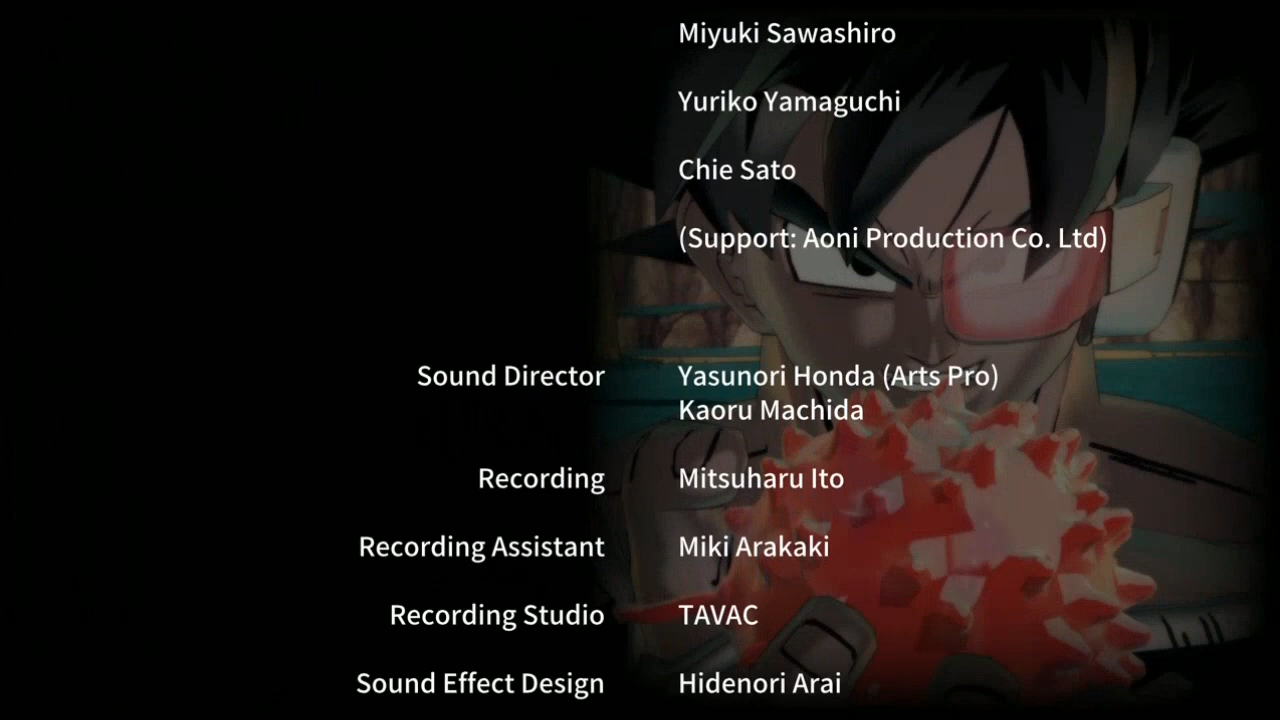 Miyuki Sawashiro
Yuriko Yamaguchi
Chie Sato
(Support: Aoni Production Co. Ltd)
Sound Director Yasunori Honda (Arts Pro)
Kaoru Machida
Recording Mitsuharu Ito
Recording Assistant Miki Arakaki
Recording Studio TAVAC
Sound Effect Design Hidenori Arai